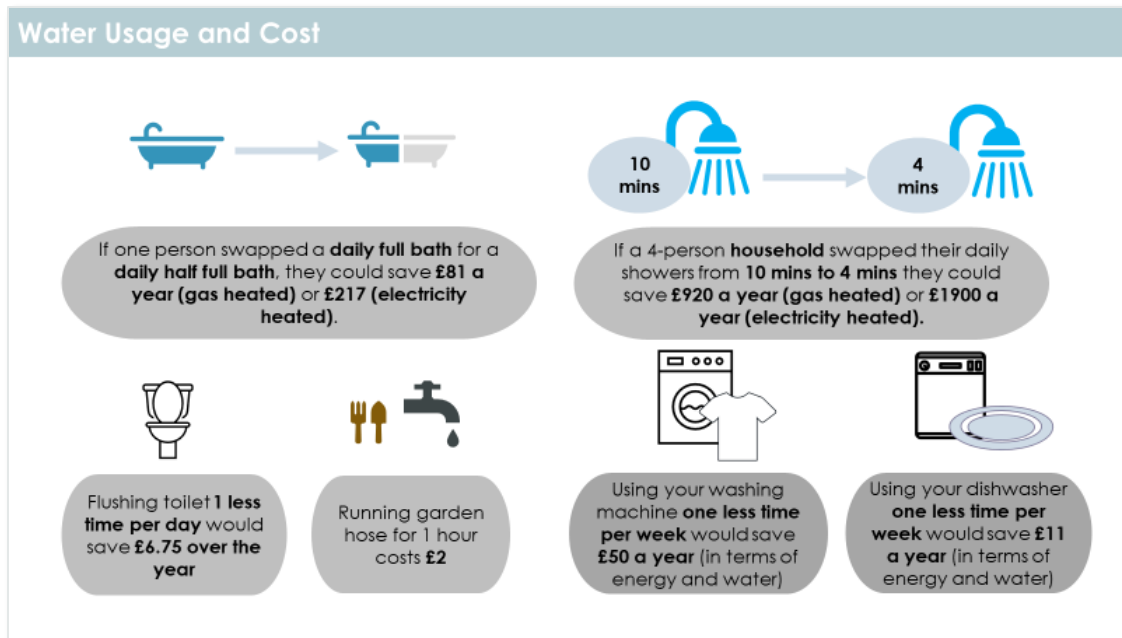 Water Usage and Cost
10
mins
4
mins
If one person swapped a daily full bath for a
daily half full bath, they could save £81 a
year (gas heated) or £217 (electricity
heated).
If a 4-person household swapped their daily
showers from 10 mins to 4 mins they could
save £920 a year (gas heated) or £1900 a
year (electricity heated).
Flushing toilet 1 less
time per day would
save £6.75 over the
year
Running garden
hose for 1 hour
costs £2
Using your washing
machine one less time
per week would save
£50 a year (in terms of
energy and water)
Using your dishwasher
one less time per
week would save £11
a year (in terms of
energy and water)